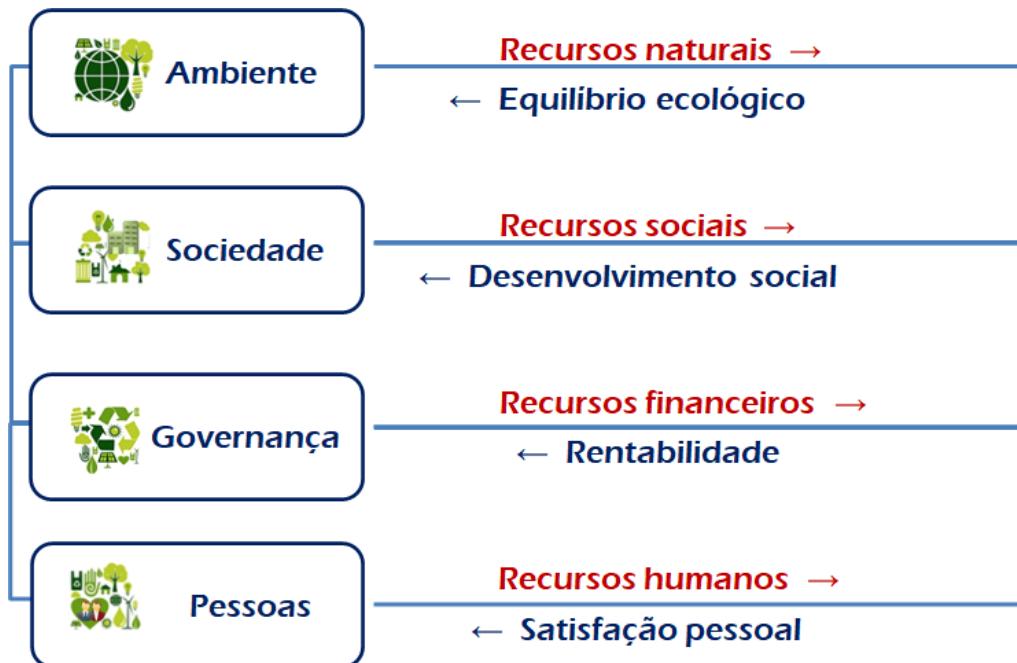 Ambiente
Recursos naturais →
← Equilíbrio ecológico
Sociedade
Recursos sociais →
← Desenvolvimento social
Governança
Recursos financeiros →
← Rentabilidade
Pessoas
Recursos humanos →
← Satisfação pessoal